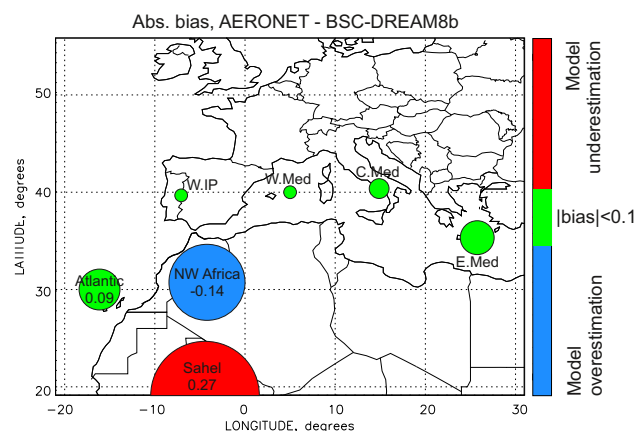 Abs. bias, AERONET - BSC-DREAM8b
Model
underestimation
50
W.IP
W.Med
C.Med
40
|bias|<0.1
E.Med
LATITUDE, degrees
Atlantic
0.09
NW Africa
-0.14
30
Sahel
0.27
Model
overestimation
20
-20
-10
0
10
20
30
LONGITUDE, degrees